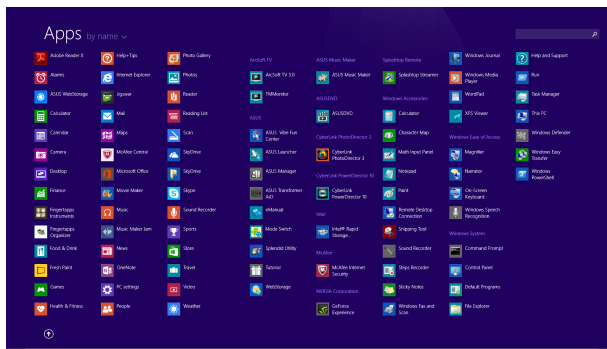 Apps by name
Adobe Reader X
Alarms
ASUS WebStorage
Calculator
Calendar
Camera
Desktop
Finance
Fingertapps
Instruments
Fingertapps
Organizer
Food & Drink
Fresh Paint
Games
Health & Fitness
Help+Tips
Internet Explorer
Jigswar
Mail
Maps
McAfee Central
Microsoft Office
Movie Maker
Music
Music Maker Jam
News
OneNote
PC settings
People
Photo Gallery
Photos
Reader
Reading List
Scan
SkyDrive
SkyDrive
Skype
Sound Recorder
Sports
Store
Travel
Video
Weather
ArcSoft TV
ArcSoft TV 5.0
TMMonitor
ASUS
ASUS Vibe Fun
Center
ASUS Launcher
ASUS Manager
ASUS Transformer
AiO
eManual
Mode Switch
Splendid Utility
Tutorial
WebStorage
ASUS Music Maker
ASUS Music Maker
ASUSDVD
ASUSDVD
CyberLink PhotoDirector 3
CyberLink
PhotoDirector 3
CyberLink PowerDirector 10
CyberLink
PowerDirector 10
Intel
Intel® Rapid
Storage...
McAfee
McAfee Internet
Security
NVIDIA Corporation
GeForce
Experience
Splashtop Remote
Splashtop Streamer
Windows Accessories
Calculator
Character Map
Math Input Panel
Notepad
Paint
Remote Desktop
Connection
Snipping Tool
Sound Recorder
Steps Recorder
Sticky Notes
Windows Fax and
Scan
Windows Journal
Windows Media
Player
WordPad
XPS Viewer
Windows Ease of Access
Magnifier
Narrator
On-Screen
Keyboard
Windows Speech
Recognition
Windows System
Command Prompt
Control Panel
Default Programs
File Explorer
Help and Support
Run
Task Manager
This PC
Windows Defender
Windows Easy
Transfer
Windows
PowerShell